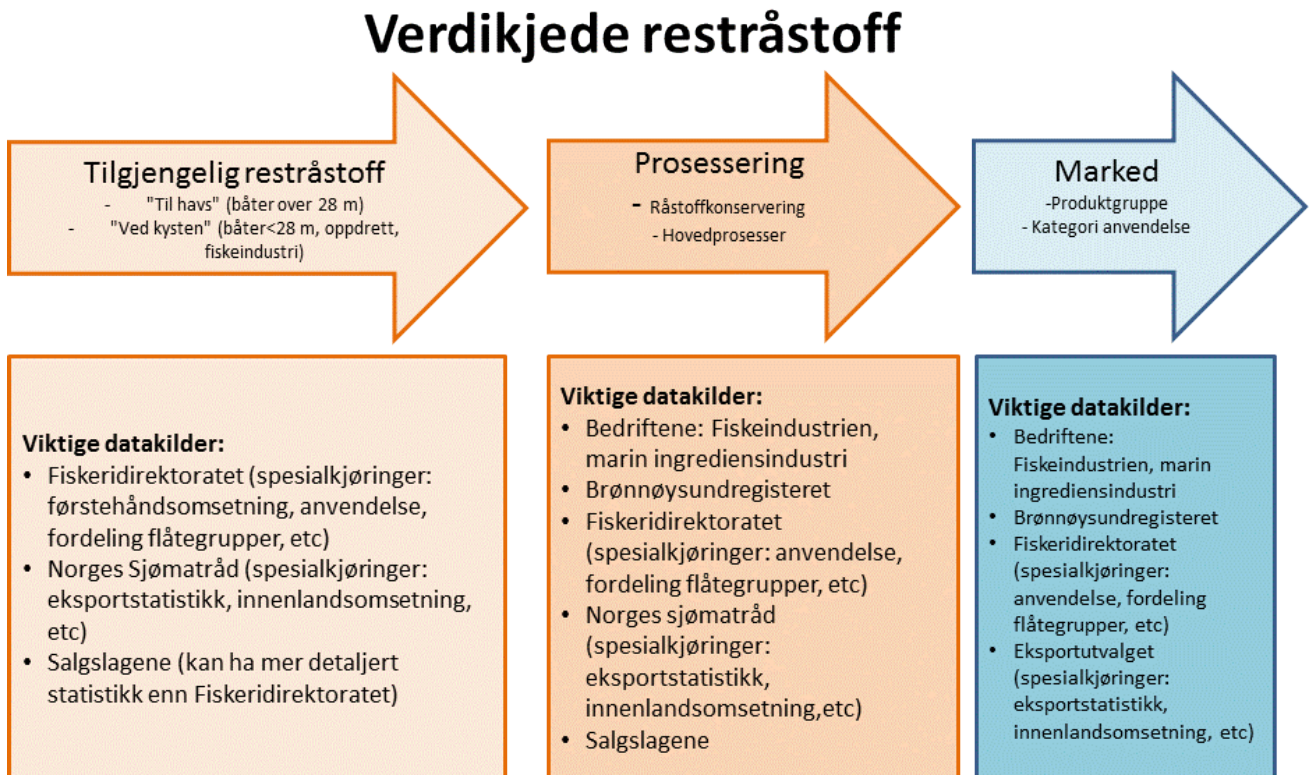 Verdikjede restråstoff
Tilgjengelig restråstoff
- "Til havs" (båter over 28 m)
- "Ved kysten" (båter<28 m, oppdrett,
fiskeindustri)
Prosessering
- Råstoffkonservering
- Hovedprosesser
Marked
-Produktgruppe
- Kategori anvendelse
Viktige datakilder:
• Fiskeridirektoratet (spesialkjøringer:
førstehåndsomsetning, anvendelse,
fordeling flåtegrupper, etc)
• Norges Sjømatråd (spesialkjøringer:
eksportstatistikk, innenlandsomsetning,
etc)
• Salgslagene (kan ha mer detaljert
statistikk enn Fiskeridirektoratet)
Viktige datakilder:
• Bedriftene: Fiskeindustrien,
marin ingrediensindustri
• Brønnøysundregisteret
• Fiskeridirektoratet
(spesialkjøringer: anvendelse,
fordeling flåtegrupper, etc)
• Norges sjømatråd
(spesialkjøringer:
eksportstatistikk,
innenlandsomsetning,etc)
• Salgslagene
Viktige datakilder:
• Bedriftene:
Fiskeindustrien, marin
ingrediensindustri
• Brønnøysundregisteret
• Fiskeridirektoratet
(spesialkjøringer:
anvendelse, fordeling
flåtegrupper, etc)
• Eksportutvalget
(spesialkjøringer:
eksportstatistikk,
innenlandsomsetning, etc)